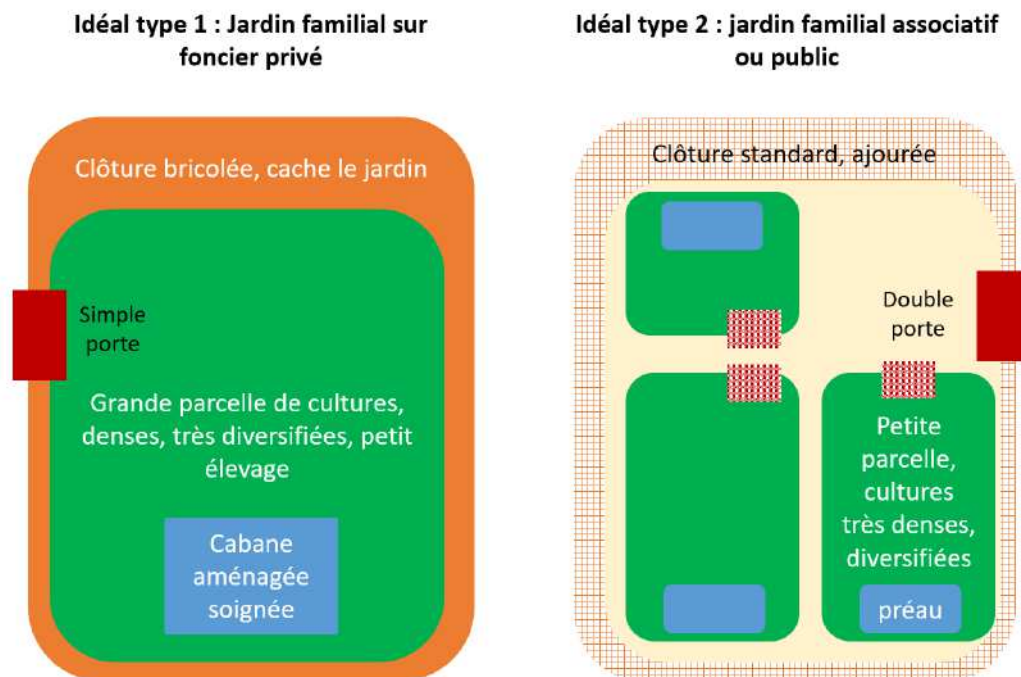 Idéal type 1 : Jardin familial sur
foncier privé
Clôture bricolée, cache le jardin
Simple
porte
Grande parcelle de cultures,
denses, très diversifiées, petit
élevage
Cabane
aménagée
soignée
Idéal type 2 : jardin familial associatif
ou public
Clôture standard, ajourée
Double
porte
Petite
parcelle,
cultures
très denses,
diversifiées
préau